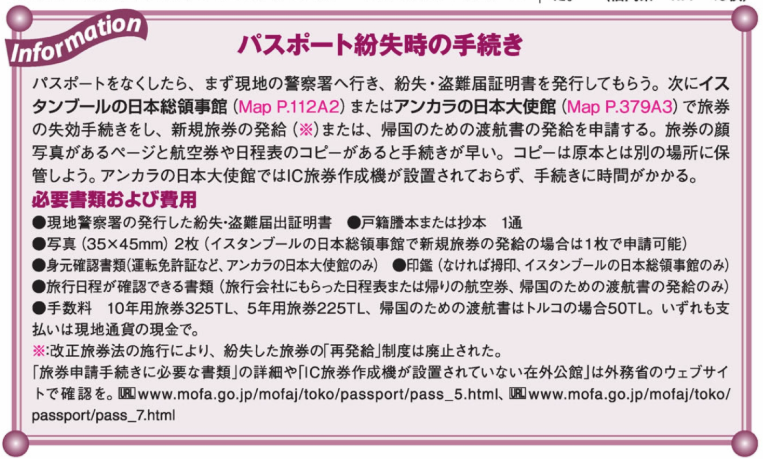 Information
パスポート紛失時の手続き
パスポートをなくしたら、まず現地の警察署へ行き、紛失・盗難届証明書を発行してもらう。次にイス
タンブールの日本総領事館（Map P.112A2）またはアンカラの日本大使館（Map P.379A3）で旅券
の失効手続きをし、新規旅券の発給（※）または、帰国のための渡航書の発給を申請する。旅券の顔
写真があるページと航空券や日程表のコピーがあると手続きが早い。コピーは原本とは別の場所に保
管しよう。アンカラの日本大使館ではIC旅券作成機が設置されておらず、手続きに時間がかかる。
必要書類および費用
●現地警察署の発行した紛失・盗難届出証明書　●戸籍謄本または抄本　1通
●写真（35×45mm）2枚（イスタンブールの日本総領事館で新規旅券の発給の場合は1枚で申請可能）
●身元確認書類（運転免許証など、アンカラの日本大使館のみ）　●印鑑（なければ拇印、イスタンブールの日本総領事館のみ）
●旅行日程が確認できる書類（旅行会社にもらった日程表または帰りの航空券、帰国のための渡航書の発給のみ）
●手数料　10年用旅券325TL、5年用旅券225TL、帰国のための渡航書はトルコの場合50TL。いずれも支
払いは現地通貨の現金で。
※:改正旅券法の施行により、紛失した旅券の「再発給」制度は廃止された。
「旅券申請手続きに必要な書類」の詳細や「IC旅券作成機が設置されていない在外公館」は外務省のウェブサイ
トで確認を。URL www.mofa.go.jp/mofaj/toko/passport/pass_5.html、URL www.mofa.go.jp/mofaj/toko/
passport/pass_7.html